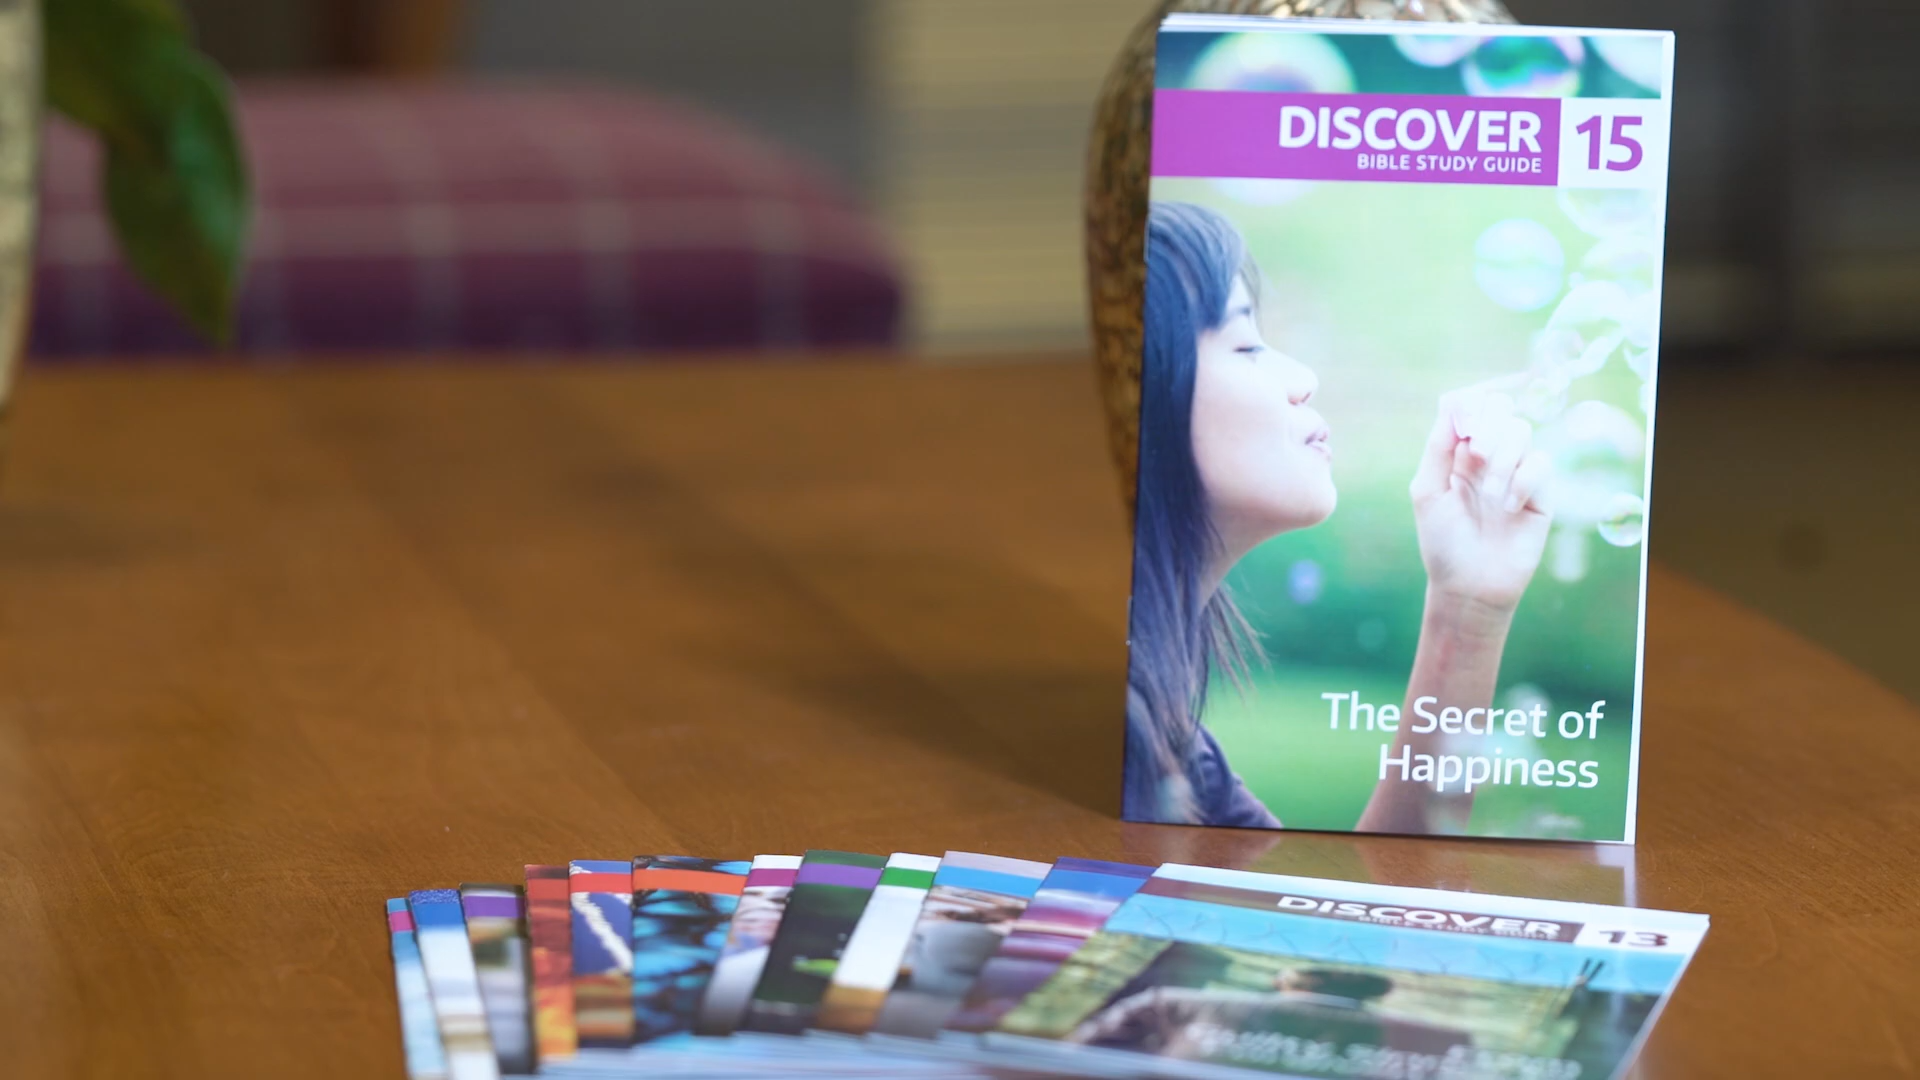 DISCOVER
BIBLE STUDY GUIDE
15
The Secret of
Happiness
DISCOVER
BIBLE STUDY GUIDE
13